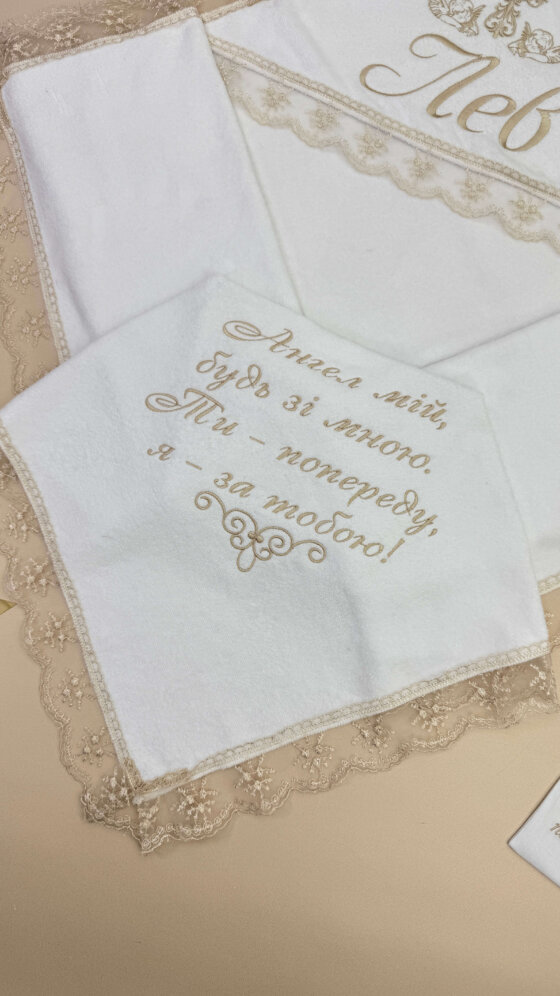 Лев
Ангел мій,
будь зі мною.
Ти – попереду,
я – за тобою!